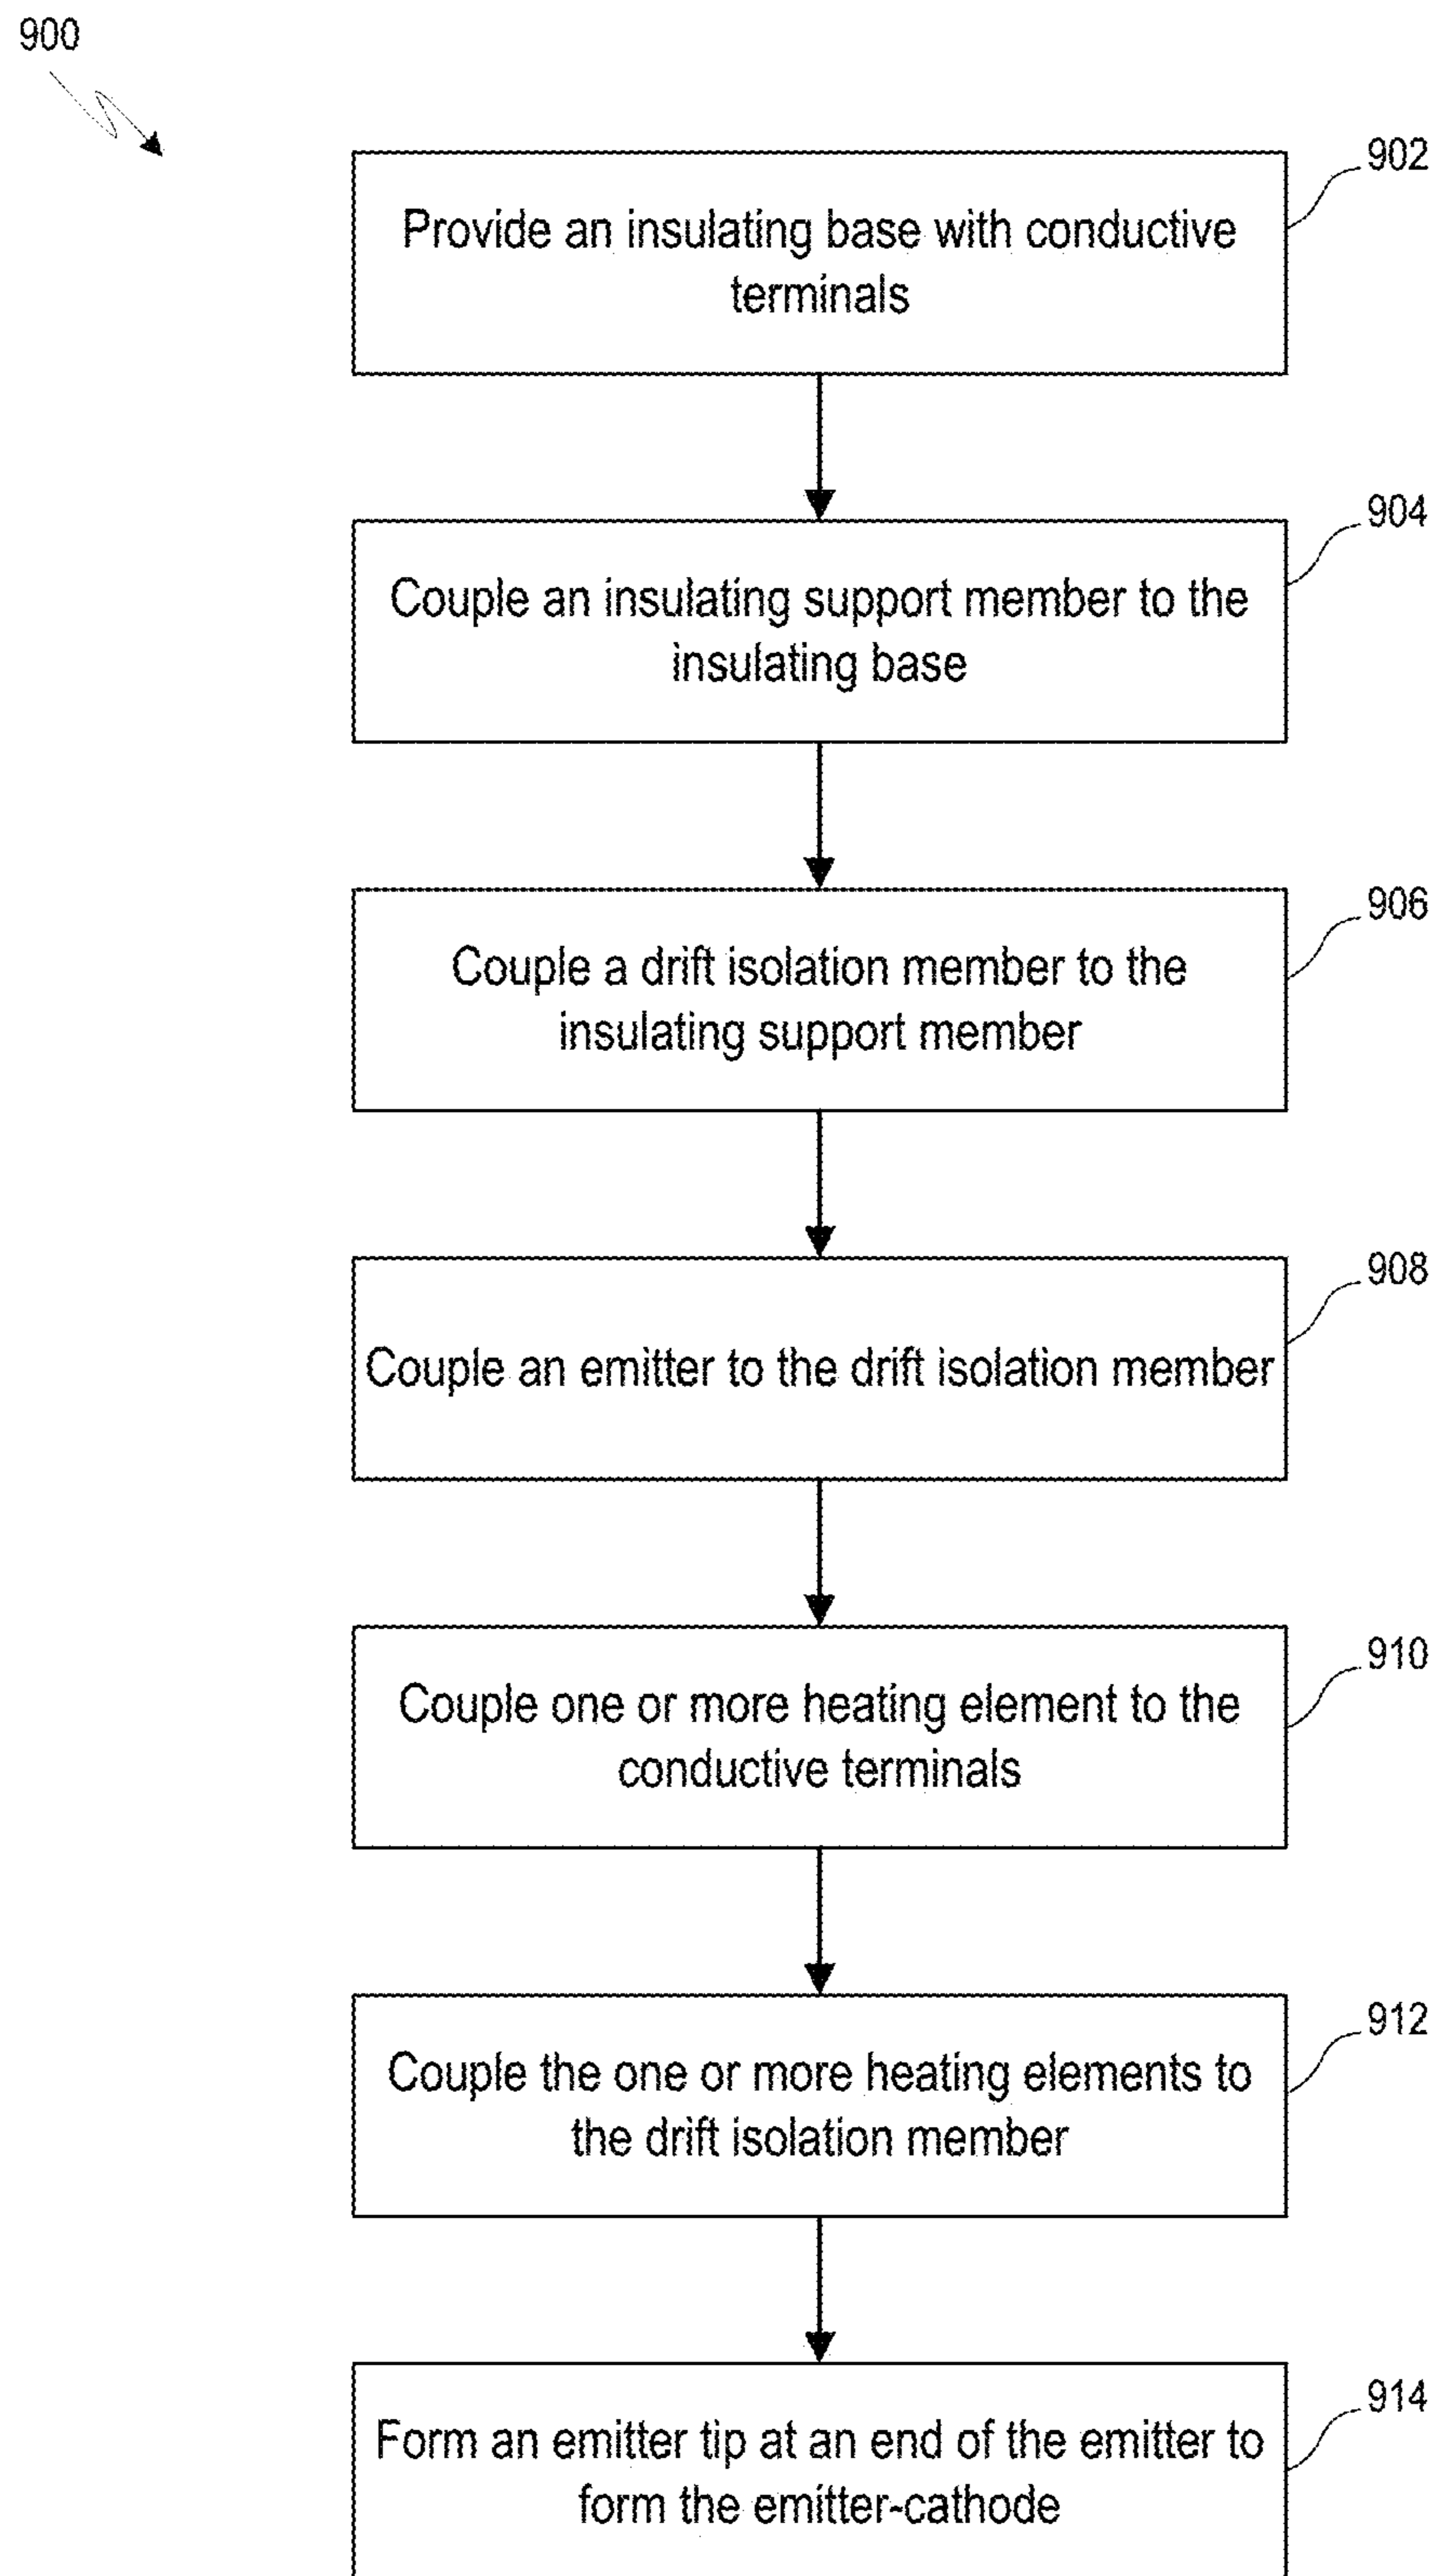 900
902
Provide an insulating base with conductive
terminals
904
Couple an insulating support member to the
insulating base
906
Couple a drift isolation member to the
insulating support member
908
Couple an emitter to the drift isolation member
910
Couple one or more heating element to the
conductive terminals
912
Couple the one or more heating elements to
the drift isolation member
914
Form an emitter tip at an end of the emitter to
form the emitter-cathode